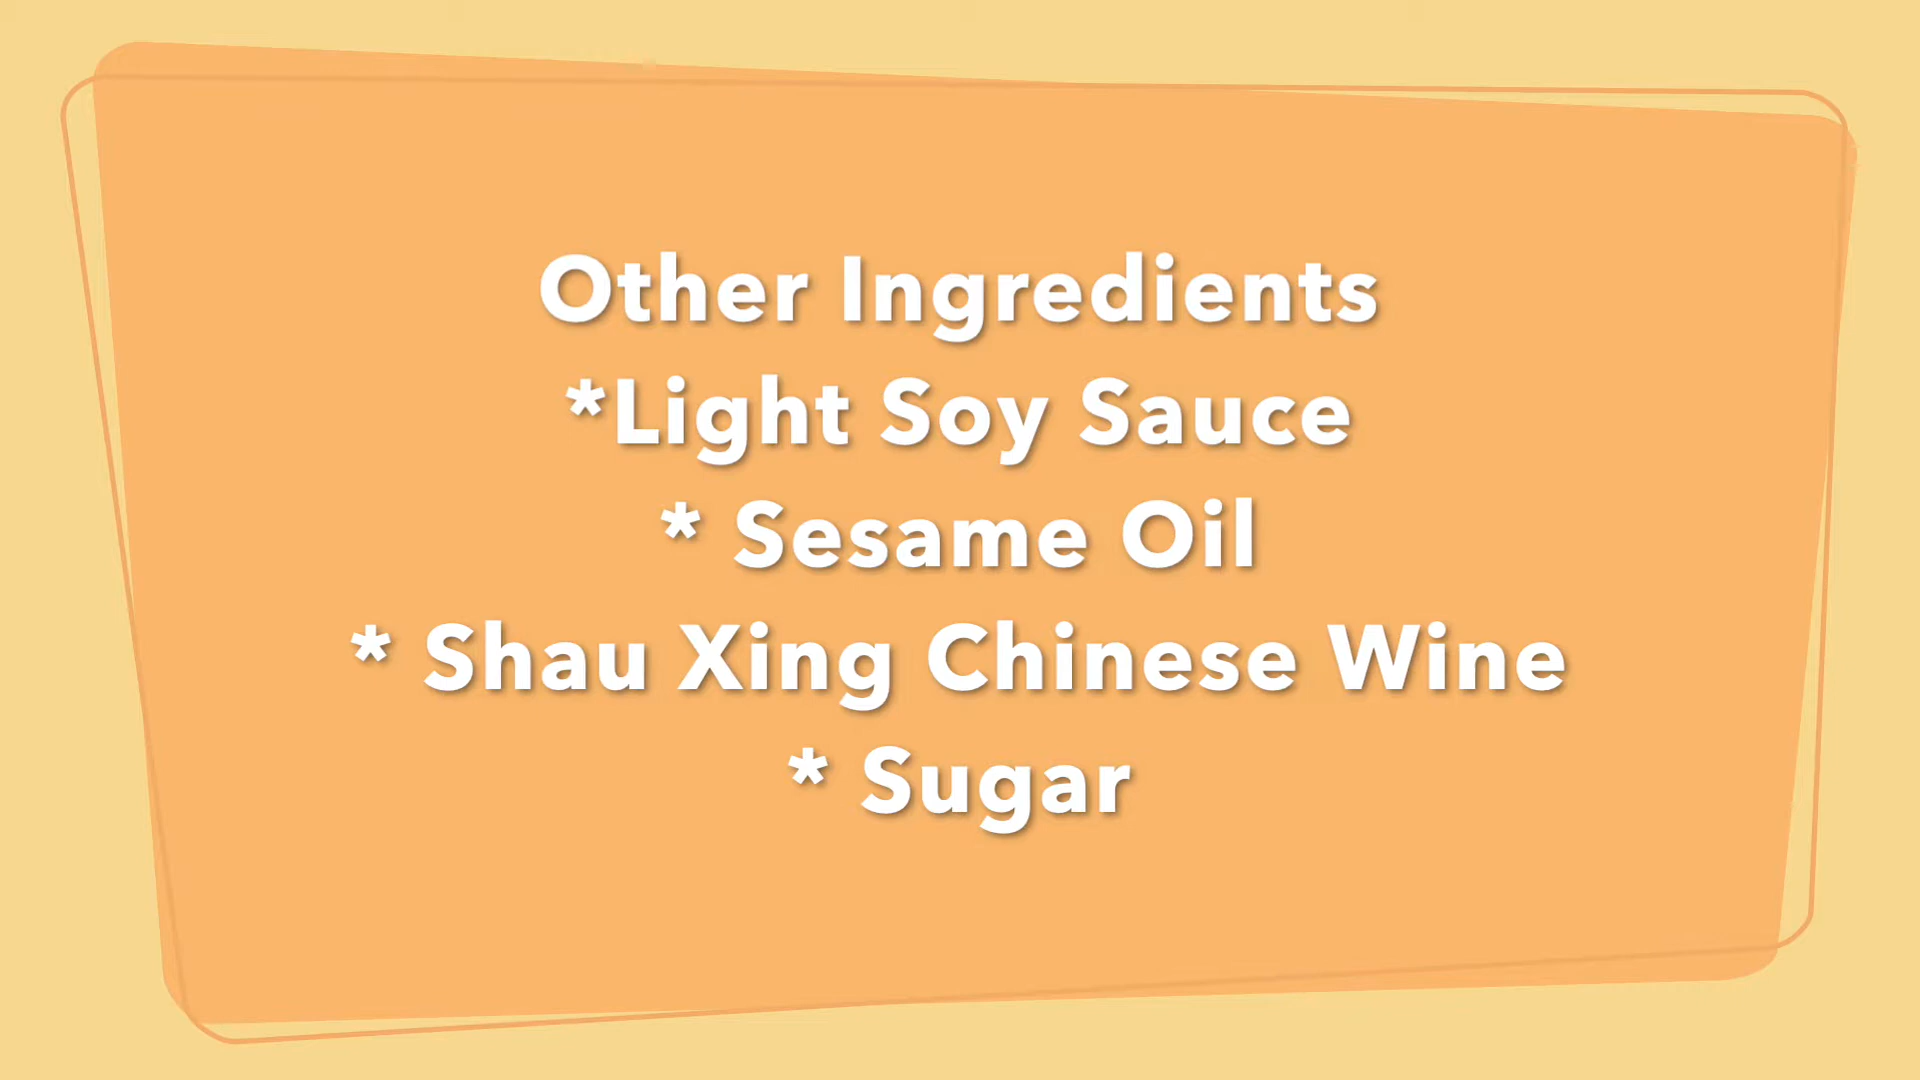 Other Ingredients
*Light Soy Sauce
* Sesame Oil
* Shau Xing Chinese Wine
* Sugar